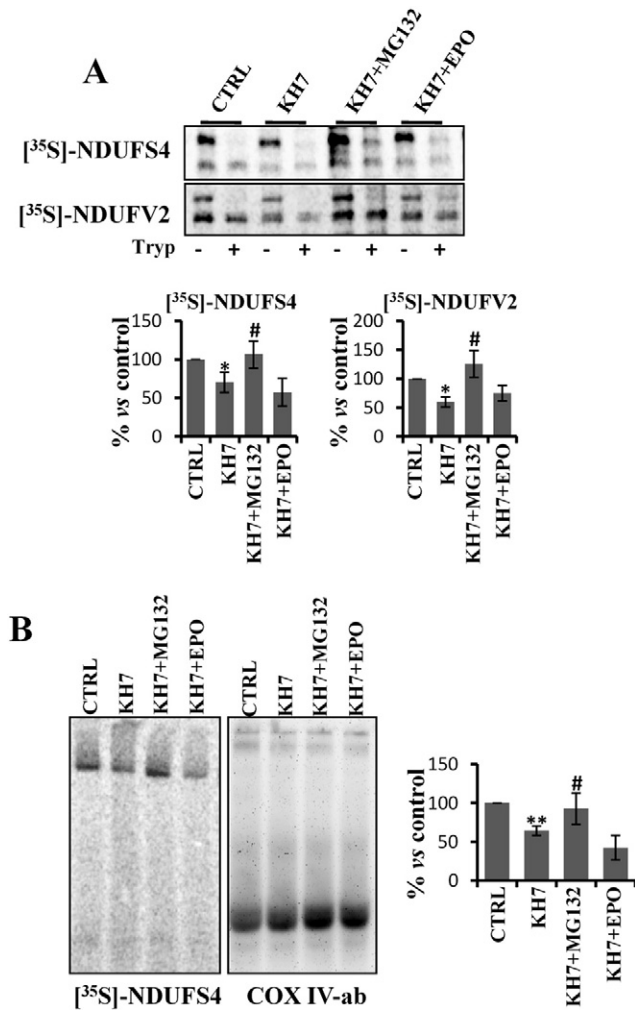 A
CTRL
KH7
KH7+MG132
KH7+EPO
[³⁵S]-NDUFS4
[³⁵S]-NDUFV2
Tryp - + - + - + - +
[³⁵S]-NDUFS4
% vs control
150
100
50
0
*
#
CTRL
KH7
KH7+MG132
KH7+EPO
[³⁵S]-NDUFV2
% vs control
200
150
100
50
0
*
#
CTRL
KH7
KH7+MG132
KH7+EPO
B
CTRL
KH7
KH7+MG132
KH7+EPO
[³⁵S]-NDUFS4
CTRL
KH7
KH7+MG132
KH7+EPO
COX IV-ab
% vs control
150
100
50
0
**
#
CTRL
KH7
KH7+MG132
KH7+EPO